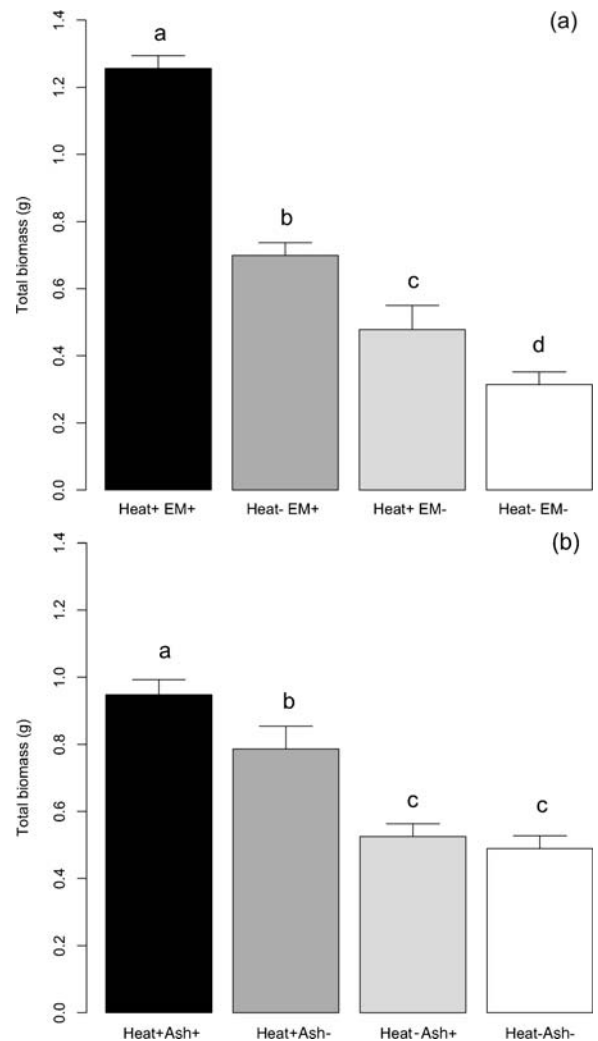 (a)
1.4
1.2
1.0
0.8
0.6
0.4
0.2
0.0
Total biomass (g)
a
b
c
d
Heat+ EM+ Heat- EM+ Heat+ EM- Heat- EM-
(b)
1.4
1.2
1.0
0.8
0.6
0.4
0.2
0.0
Total biomass (g)
a
b
c c
Heat+Ash+ Heat+Ash- Heat-Ash+ Heat-Ash-